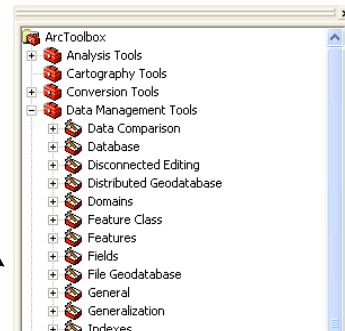 ArcToolbox
Analysis Tools
Cartography Tools
Conversion Tools
Data Management Tools
Data Comparison
Database
Disconnected Editing
Distributed Geodatabase
Domains
Feature Class
Features
Fields
File Geodatabase
General
Generalization
Indexes